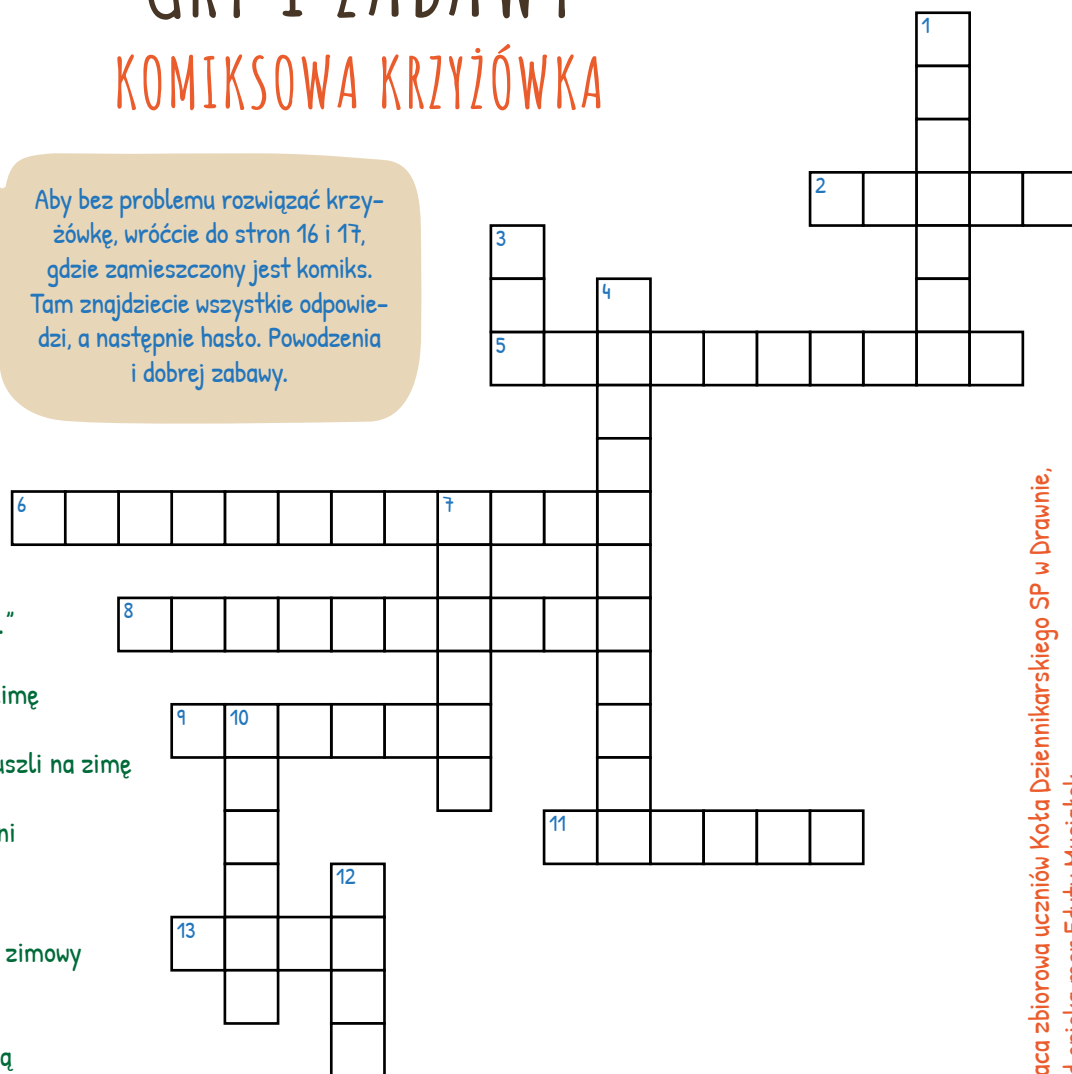 GRY I ZABAWY
KOMIKSOWA KRZYŻÓWKA
Aby bez problemu rozwiązać krzy-
żówkę, wróćcie do stron 16 i 17,
gdzie zamieszczony jest komiks.
Tam znajdziecie wszystkie odpowie-
dzi, a następnie hasło. Powodzenia
i dobrej zabawy.
1
2
3
4
5
6
7
8
9
10
11
12
13
.”
imę
uszli na zimę
ni
zimowy
ą
aca zbiorowa uczniów Koła Dziennikarskiego SP w Drawnie,